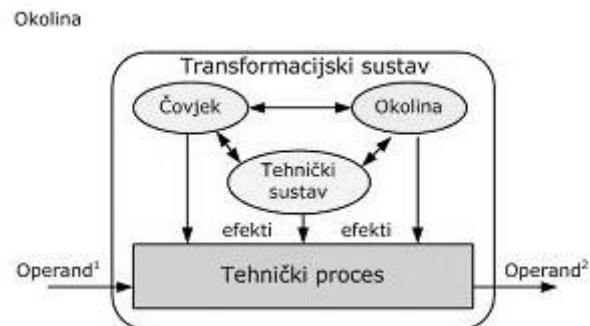 Okolina
Transformacijski sustav
Čovjek
Okolina
Tehnički
sustav
efekti
efekti
Operand¹
Tehnički proces
Operand²